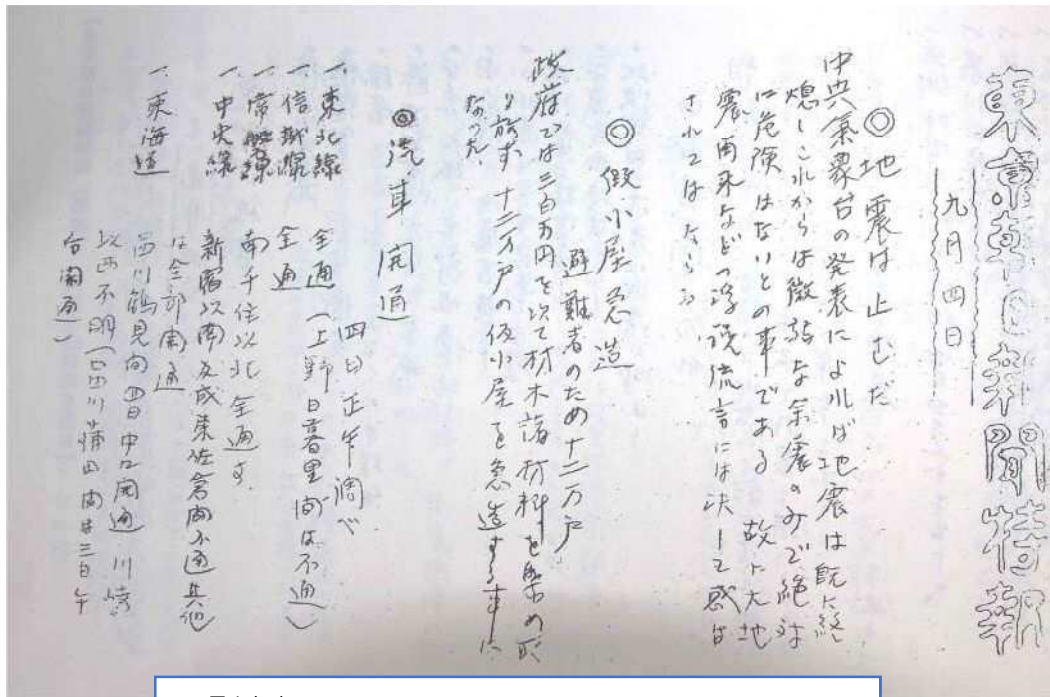 東京朝日新聞情報
九月四日
◎地震は止むだ
中央氣象台の発表によれば地震は既に終
熄しこれからは微弱な余震のみで絶対
に危険はないとの事である 故に大地
震再来などの浮説流言には決して惑は
されてはならぬ
◎假小屋急造
避難者のため十二万戸
政府では三百万円を以て材木諸材料を集め
十二万戸の仮小屋を急造する事に
なった
◎汽車開通
四日正午調べ
一、東北線 全通(上野日暮里間は不通)
一、信越線 全通
一、常磐線 南千住以北全通す
一、中央線 新宿以南及成東佐倉間不通其他
は全部開通
一、東海道
鶴見間四日中に開通 川崎
以西不明(品川蒲田間は三日午
台開通)